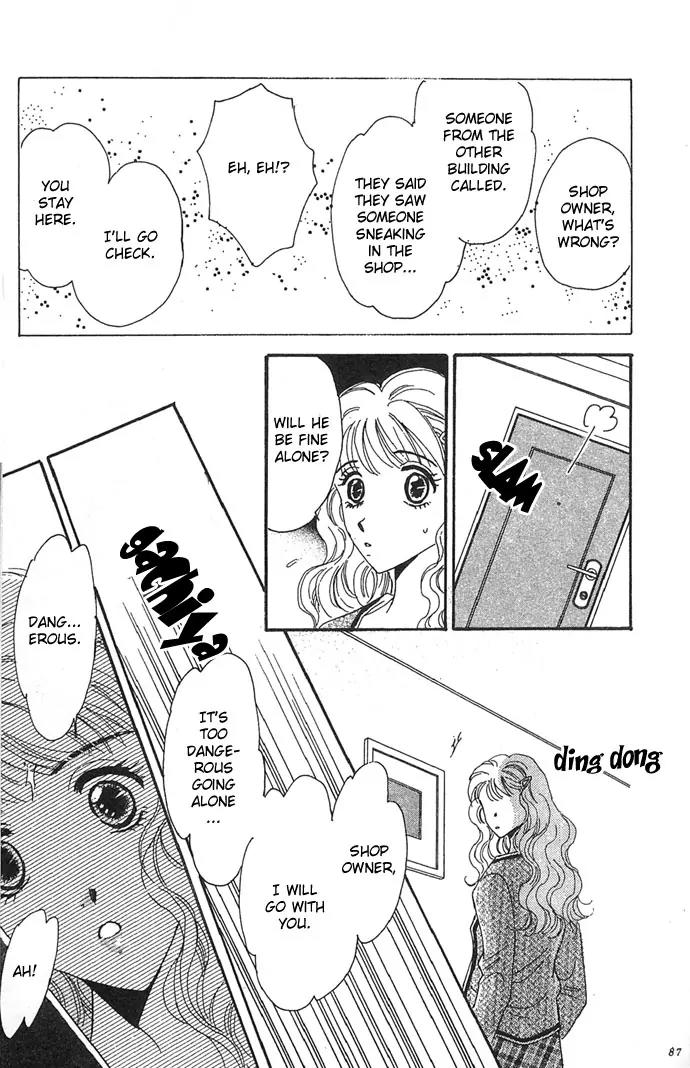 SHOP
OWNER,
WHAT'S
WRONG?
SOMEONE
FROM THE
OTHER
BUILDING
CALLED.
THEY SAID
THEY SAW
SOMEONE
SNEAKING
IN THE
SHOP...
EH, EH!?
I'LL GO
CHECK.
YOU
STAY
HERE.
SLAM
WILL HE
BE FINE
ALONE?
ding dong
SHOP
OWNER,
I WILL
GO WITH
YOU.
IT'S
TOO
DANGE-
ROUS
GOING
ALONE
...
gachiya
DANG...
EROUS.
AH!
87